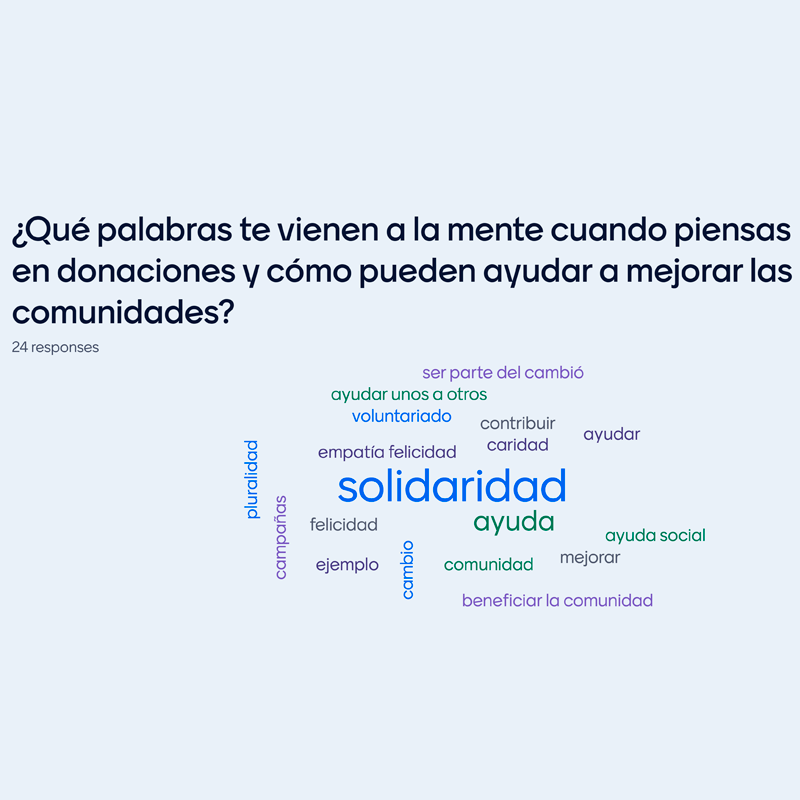 ¿Qué palabras te vienen a la mente cuando piensas
en donaciones y cómo pueden ayudar a mejorar las
comunidades?
24 responses
ser parte del cambió
ayudar unos a otros
voluntariado
contribuir
ayudar
caridad
empatía felicidad
pluralidad
solidaridad
campañas
felicidad
ayuda
ayuda social
ejemplo
cambio
comunidad
mejorar
beneficiar la comunidad